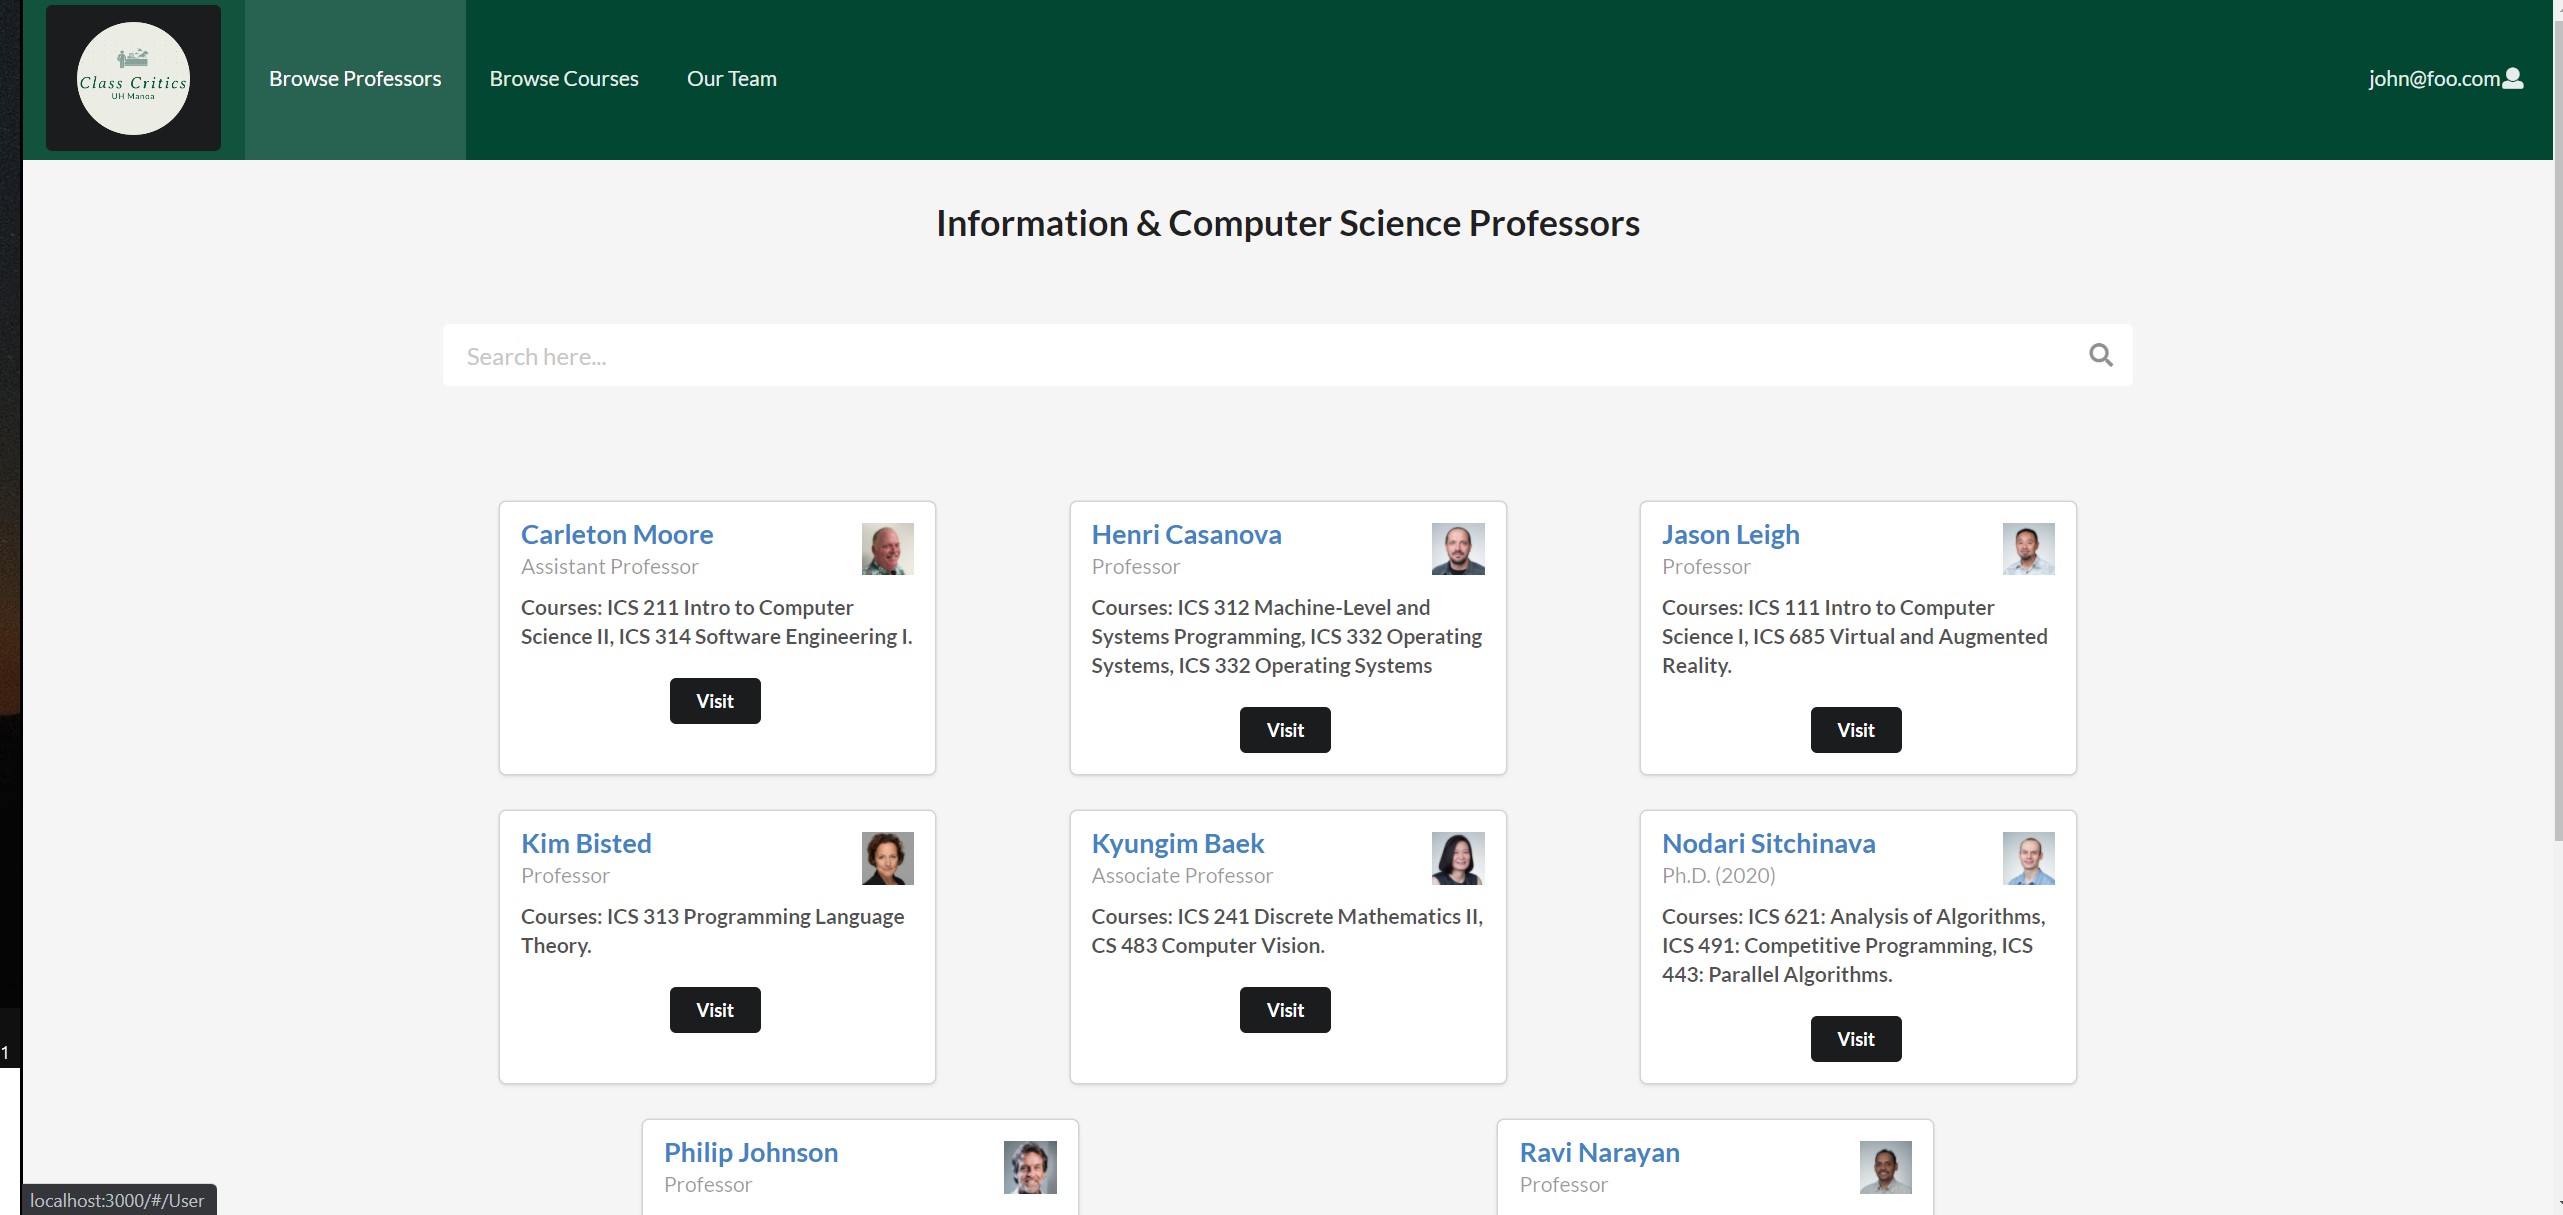 Class Critics
UH Manoa
Browse Professors
Browse Courses
Our Team
john@foo.com
Information & Computer Science Professors
Search here...
Carleton Moore
Assistant Professor
Courses: ICS 211 Intro to Computer
Science II, ICS 314 Software Engineering I.
Visit
Henri Casanova
Professor
Courses: ICS 312 Machine-Level and
Systems Programming, ICS 332 Operating
Systems, ICS 332 Operating Systems
Visit
Jason Leigh
Professor
Courses: ICS 111 Intro to Computer
Science I, ICS 685 Virtual and Augmented
Reality.
Visit
Kim Bisted
Professor
Courses: ICS 313 Programming Language
Theory.
Visit
Kyungim Baek
Associate Professor
Courses: ICS 241 Discrete Mathematics II,
CS 483 Computer Vision.
Visit
Nodari Sitchinava
Ph.D. (2020)
Courses: ICS 621: Analysis of Algorithms,
ICS 491: Competitive Programming, ICS
443: Parallel Algorithms.
Visit
1
Philip Johnson
Professor
Ravi Narayan
Professor
localhost:3000/#/User